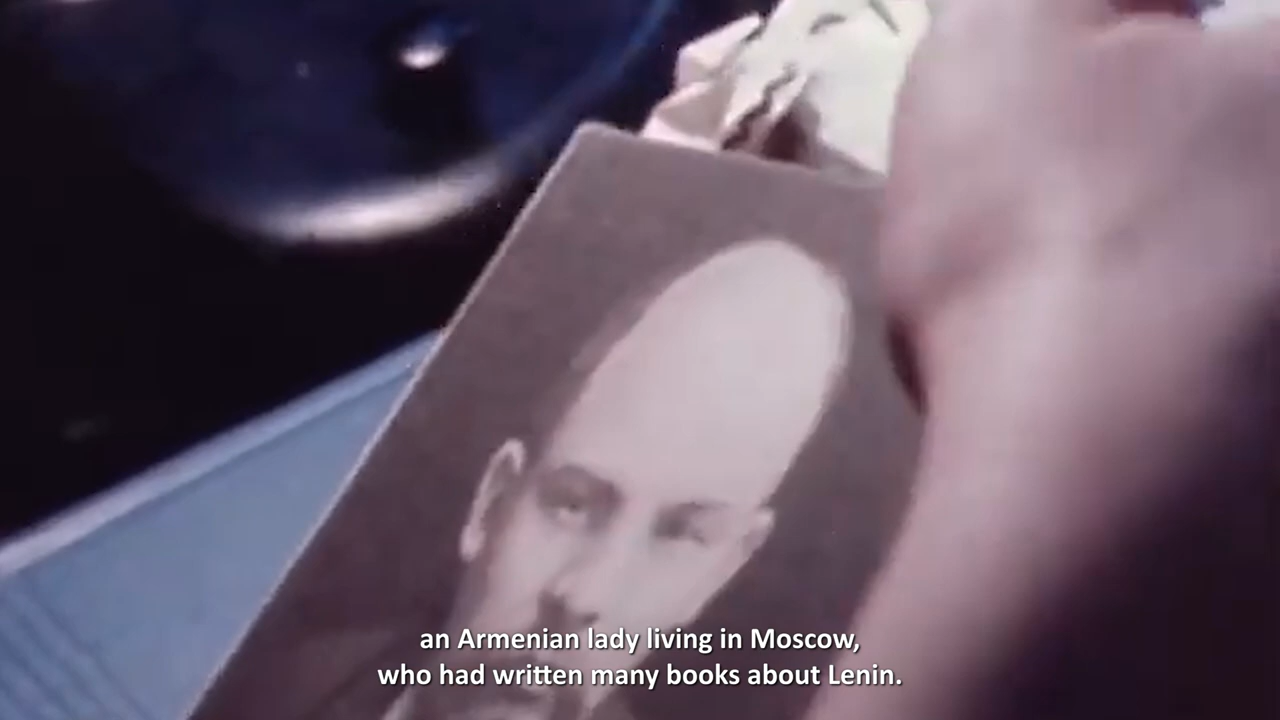 an Armenian lady living in Moscow,
who had written many books about Lenin.